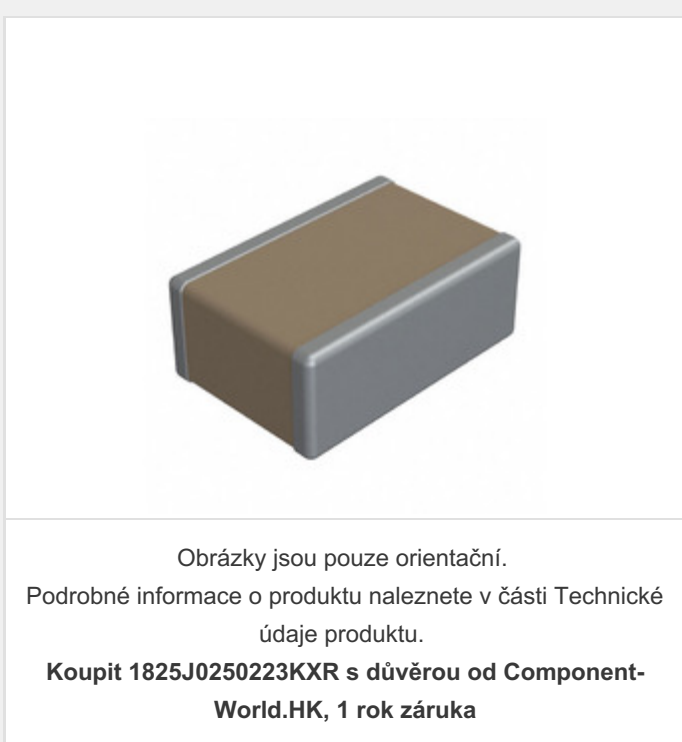 Obrázky jsou pouze orientační.
Podrobné informace o produktu naleznete v části Technické
údaje produktu.
Koupit 1825J0250223KXR s důvěrou od Component-
World.HK, 1 rok záruka